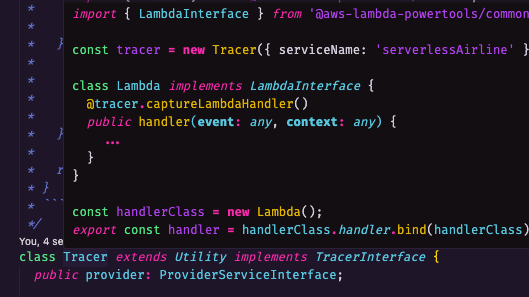 import { LambdaInterface } from '@aws-lambda-powertools/common
*
*
* }
const tracer = new Tracer({ serviceName: 'serverlessAirline' }
*
*
class Lambda implements LambdaInterface {
*
@tracer.captureLambdaHandler()
*
public handler(event: any, context: any) {
* }
...
*
}
* r
}
* }
* ```
const handlerClass = new Lambda();
*
export const handler = handlerClass.handler.bind(handlerClass)
*/
You, 4 se
class Tracer extends Utility implements TracerInterface {
public provider: ProviderServiceInterface;